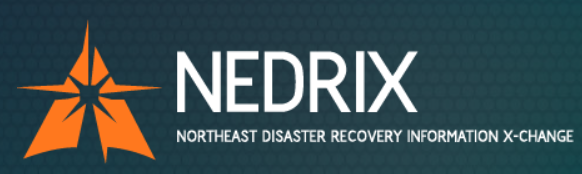 NEDRIX
NORTHEAST DISASTER RECOVERY INFORMATION X-CHANGE